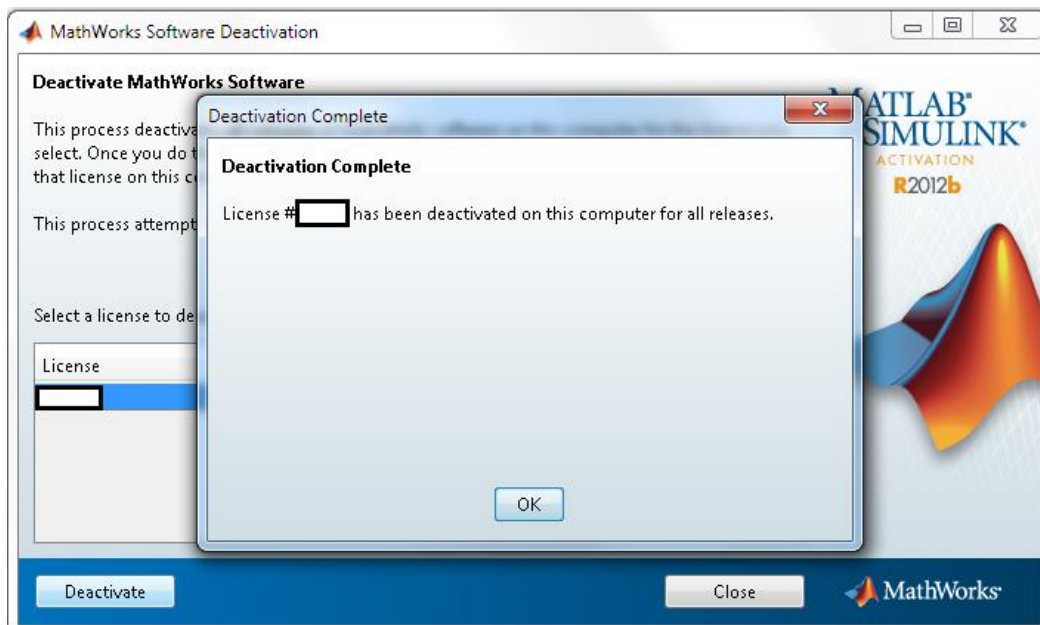 MathWorks Software Deactivation
Deactivate MathWorks Software
This process deactiva
select. Once you do t
that license on this c
This process attempt
Select a license to de
License
Deactivation Complete
Deactivation Complete
License # has been deactivated on this computer for all releases.
OK
MATLAB®
SIMULINK®
ACTIVATION
R2012b
Deactivate
Close
MathWorks®